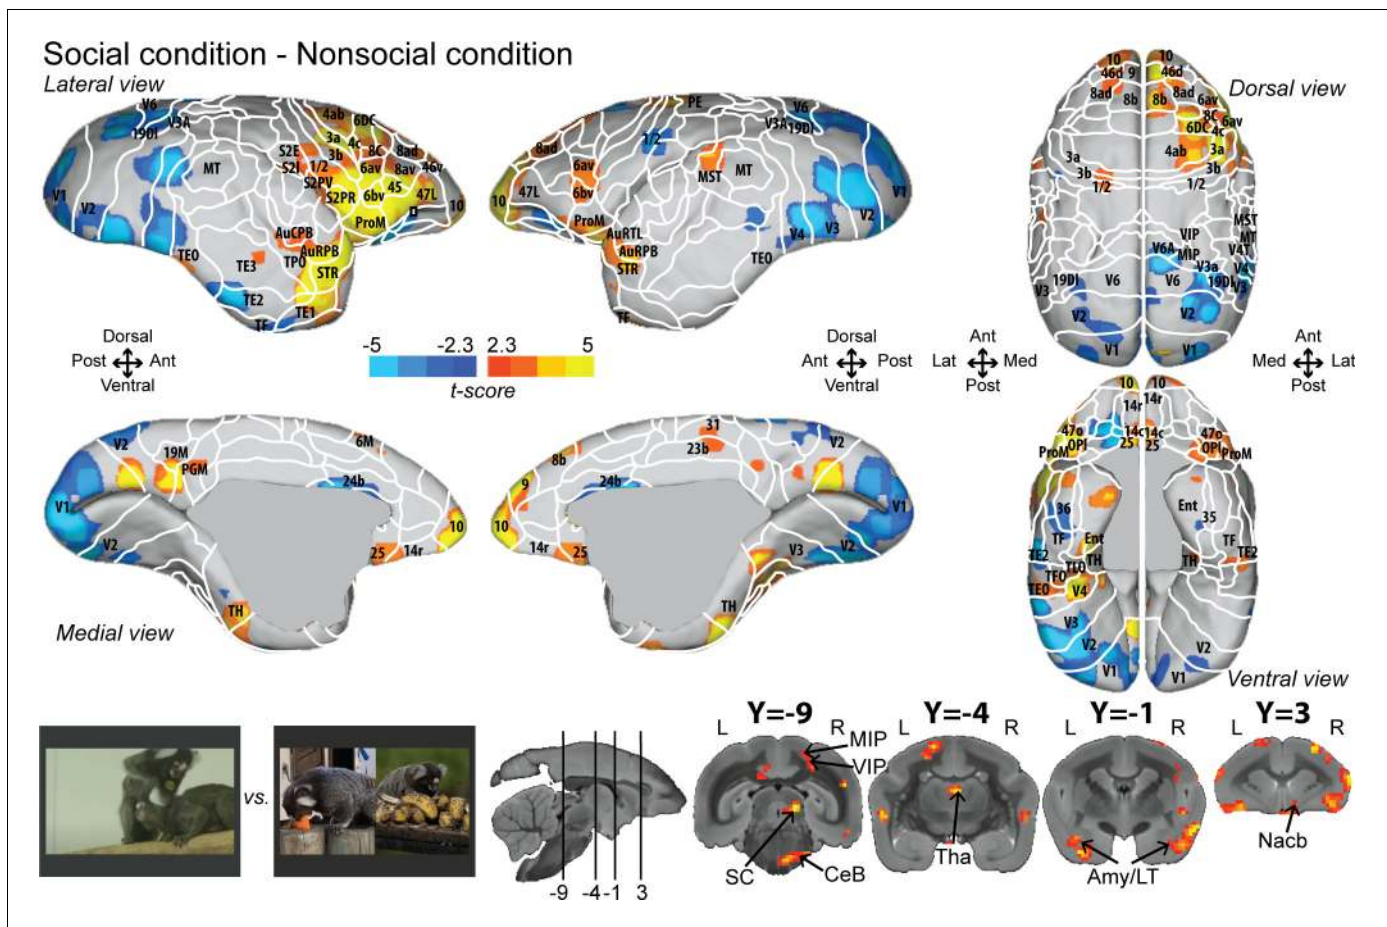 Social condition - Nonsocial condition
Lateral view
V6
19DI
V3A
MT
V1
V2
TEO
TE3
TE2
TF
TE1
STR
TPO
AuRPB
AuCPB
S2E
S2I
1/2
S2PV
S2PR
4ab
6DC
3a
4c
3b
8C
8ad
6av
8av
46v
45
6bv
47L
ProM
10
PE
V6
V3A
19DI
1/2
8ad
6av
MST
MT
47L
6bv
10
ProM
AuRTL
AuRPB
STR
TF
TEO
V4
V3
V2
V1
Dorsal view
10
10
46d
9
46d
8ad
8b
8b
8ad
6av
8C
6av
6DC
4c
3a
4ab
3a
3b
3b
1/2
1/2
MST
VIP
MT
V6A
MIP
V4T
V3a
V4
19DI
V6
V6
19DI
V3
V3
V2
V2
V1
V1
Dorsal
Post
Ant
Ventral
-5
-2.3
2.3
5
t-score
Dorsal
Ant
Post
Ventral
Ant
Lat
Med
Post
Ant
Med
Lat
Post
V2
19M
PGM
6M
24b
V1
V2
10
25
14r
TH
Medial view
31
23b
8b
9
24b
V2
10
14r
25
V3
V2
V1
TH
10
10
14r
14r
47o
14c
14c
47o
OPI
25
25
OPI
ProM
ProM
Ent
36
35
TF
TF
Ent
TE2
TH
TH
TE2
TLO
TFO
TEO
V4
V3
V2
V2
V1
V1
Ventral view
vs.
-9
-4
-1
3
Y=-9
L
R
MIP
VIP
SC
CeB
Y=-4
L
R
Tha
Y=-1
L
R
Amy/LT
Y=3
L
R
Nacb